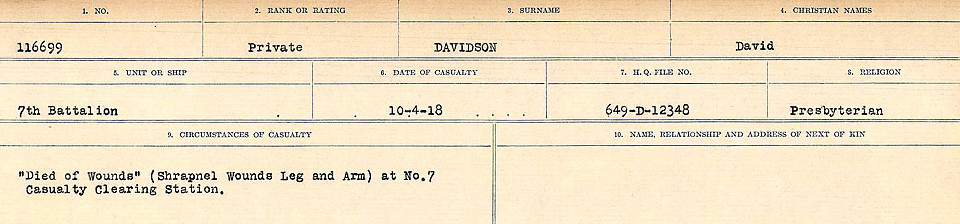 1. NO. 2. RANK OR RATING 3. SURNAME 4. CHRISTIAN NAMES
116699 Private DAVIDSON David
5. UNIT OR SHIP 6. DATE OF CASUALTY 7. H.Q. FILE NO. 8. RELIGION
7th Battalion . . 10-4-18 . . . . 649-D-12348 Presbyterian
9. CIRCUMSTANCES OF CASUALTY 10. NAME, RELATIONSHIP AND ADDRESS OF NEXT OF KIN
"Died of Wounds" (Shrapnel Wounds Leg and Arm) at No.7
Casualty Clearing Station.